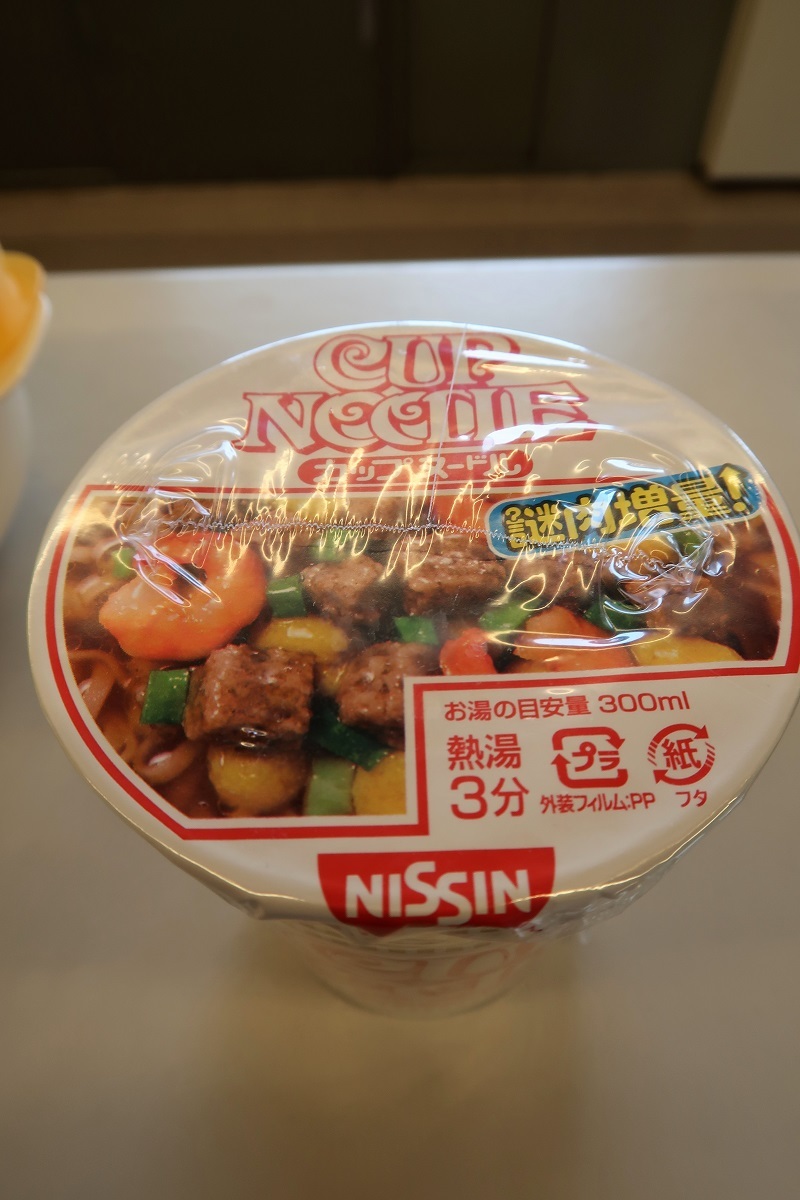 CUP
NOODLE
カップヌードル
謎肉増量!
お湯の目安量 300ml
熱湯
3分
プラ
外装フィルム:PP
紙
フタ
NISSIN